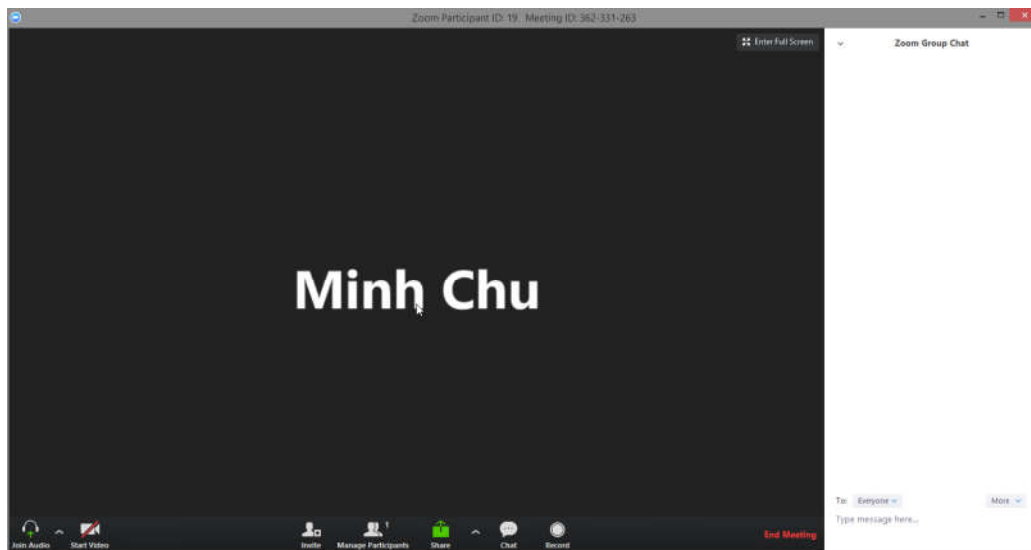 Zoom Participant ID: 19 Meeting ID: 362-331-263
Enter Full Screen
Zoom Group Chat
Minh Chu
To: Everyone
More
Type message here...
Join Audio
Start Video
Invite
1
Manage Participants
Share
Chat
Record
End Meeting